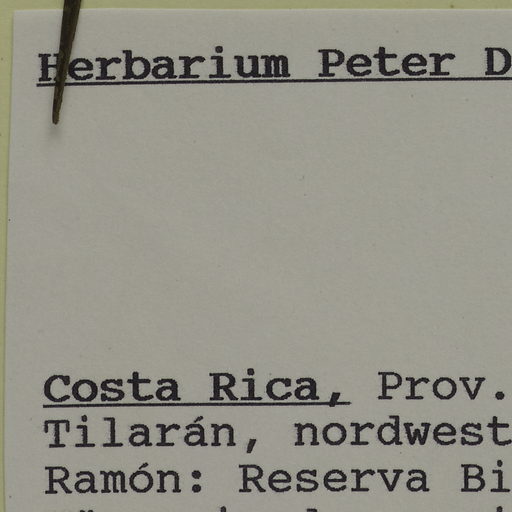 Herbarium Peter D
Costa Rica, Prov.
Tilarán, nordwest
Ramón: Reserva Bi